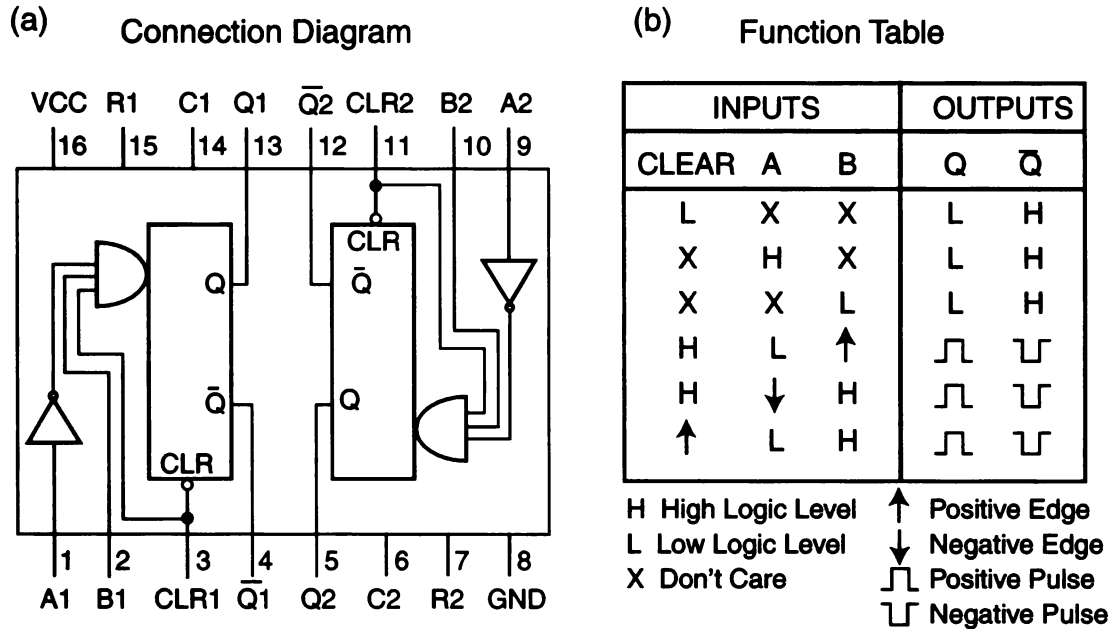 (a) Connection Diagram
VCC R1 C1 Q1 Q̅2 CLR2 B2 A2
16 15 14 13 12 11 10 9
CLR
Q Q̅
Q̅ Q
CLR
1 2 3 4 5 6 7 8
A1 B1 CLR1 Q̅1 Q2 C2 R2 GND
(b) Function Table
INPUTS OUTPUTS
CLEAR A B Q Q̅
L X X L H
X H X L H
X X L L H
H L ↑
H ↓ H
↑ L H
H High Logic Level ↑ Positive Edge
L Low Logic Level ↓ Negative Edge
X Don't Care Positive Pulse
Negative Pulse